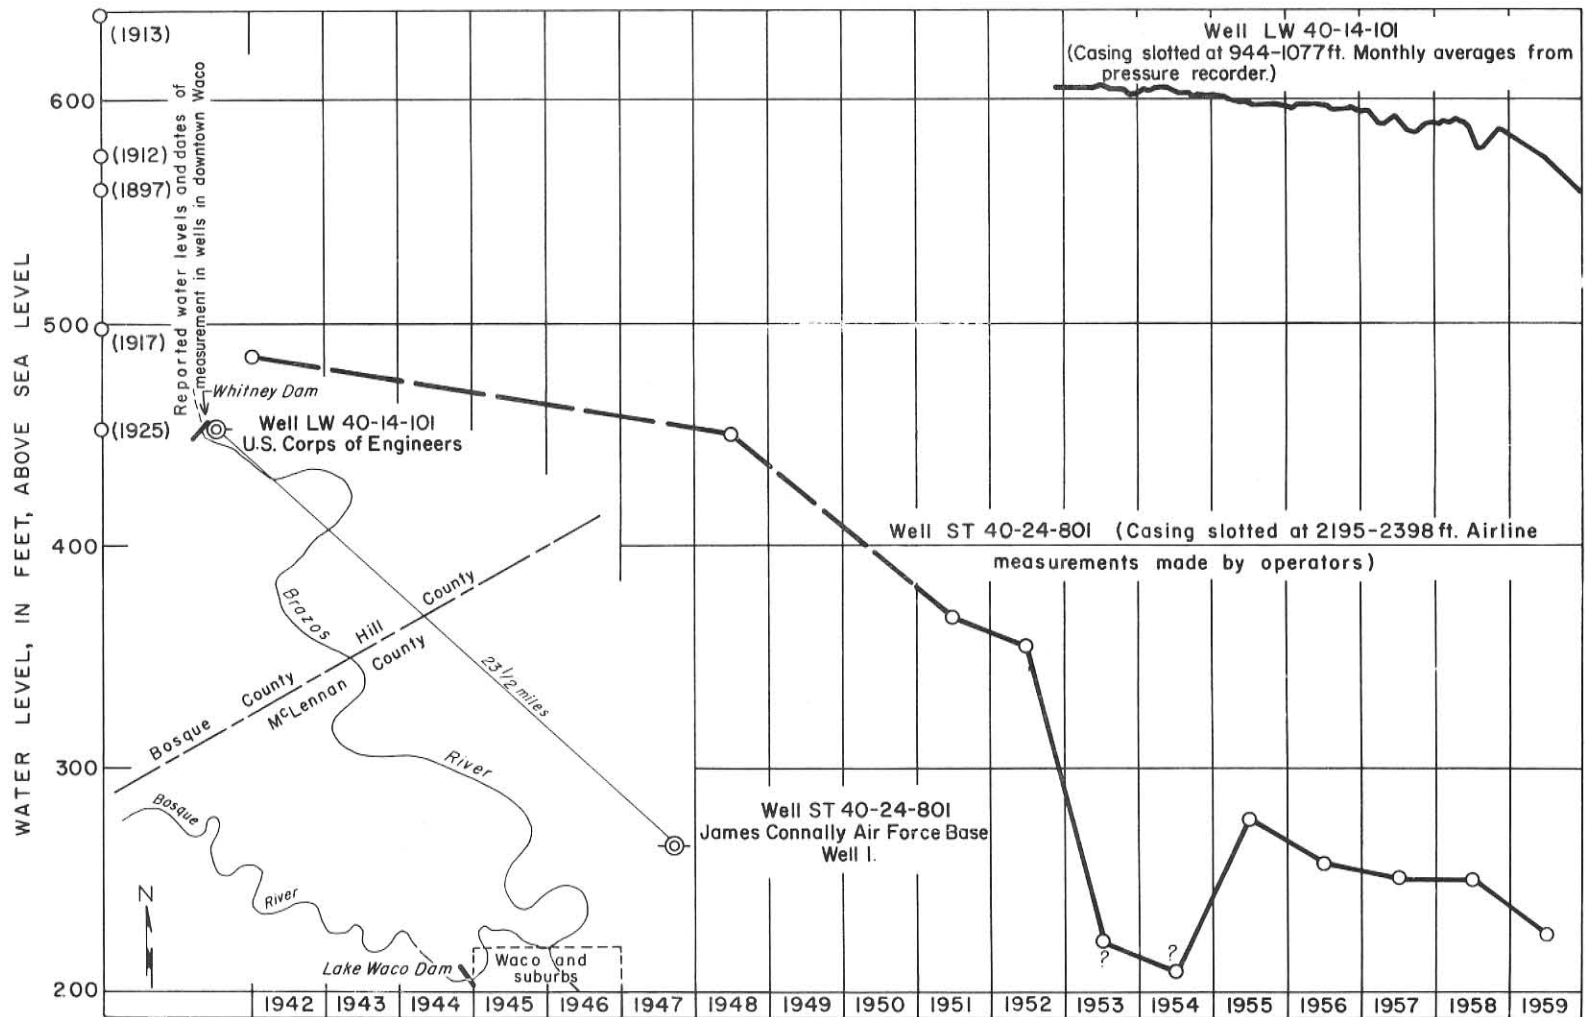 WATER LEVEL, IN FEET, ABOVE SEA LEVEL
600
500
400
300
200
(1913)
(1912)
(1897)
(1917)
(1925)
Reported water levels and dates of
measurement in wells in downtown Waco
Well LW 40-14-101
(Casing slotted at 944-1077ft. Monthly averages from
pressure recorder.)
Whitney Dam
Well LW 40-14-101
U.S. Corps of Engineers
Well ST 40-24-801 (Casing slotted at 2195-2398ft. Airline
measurements made by operators)
Brazos
River
Bosque County
Hill County
McLennan County
23 1/2 miles
Bosque
River
Well ST 40-24-801
James Connally Air Force Base
Well 1.
N
Lake Waco Dam
Waco and
suburbs
?
?
1942 1943 1944 1945 1946 1947 1948 1949 1950 1951 1952 1953 1954 1955 1956 1957 1958 1959